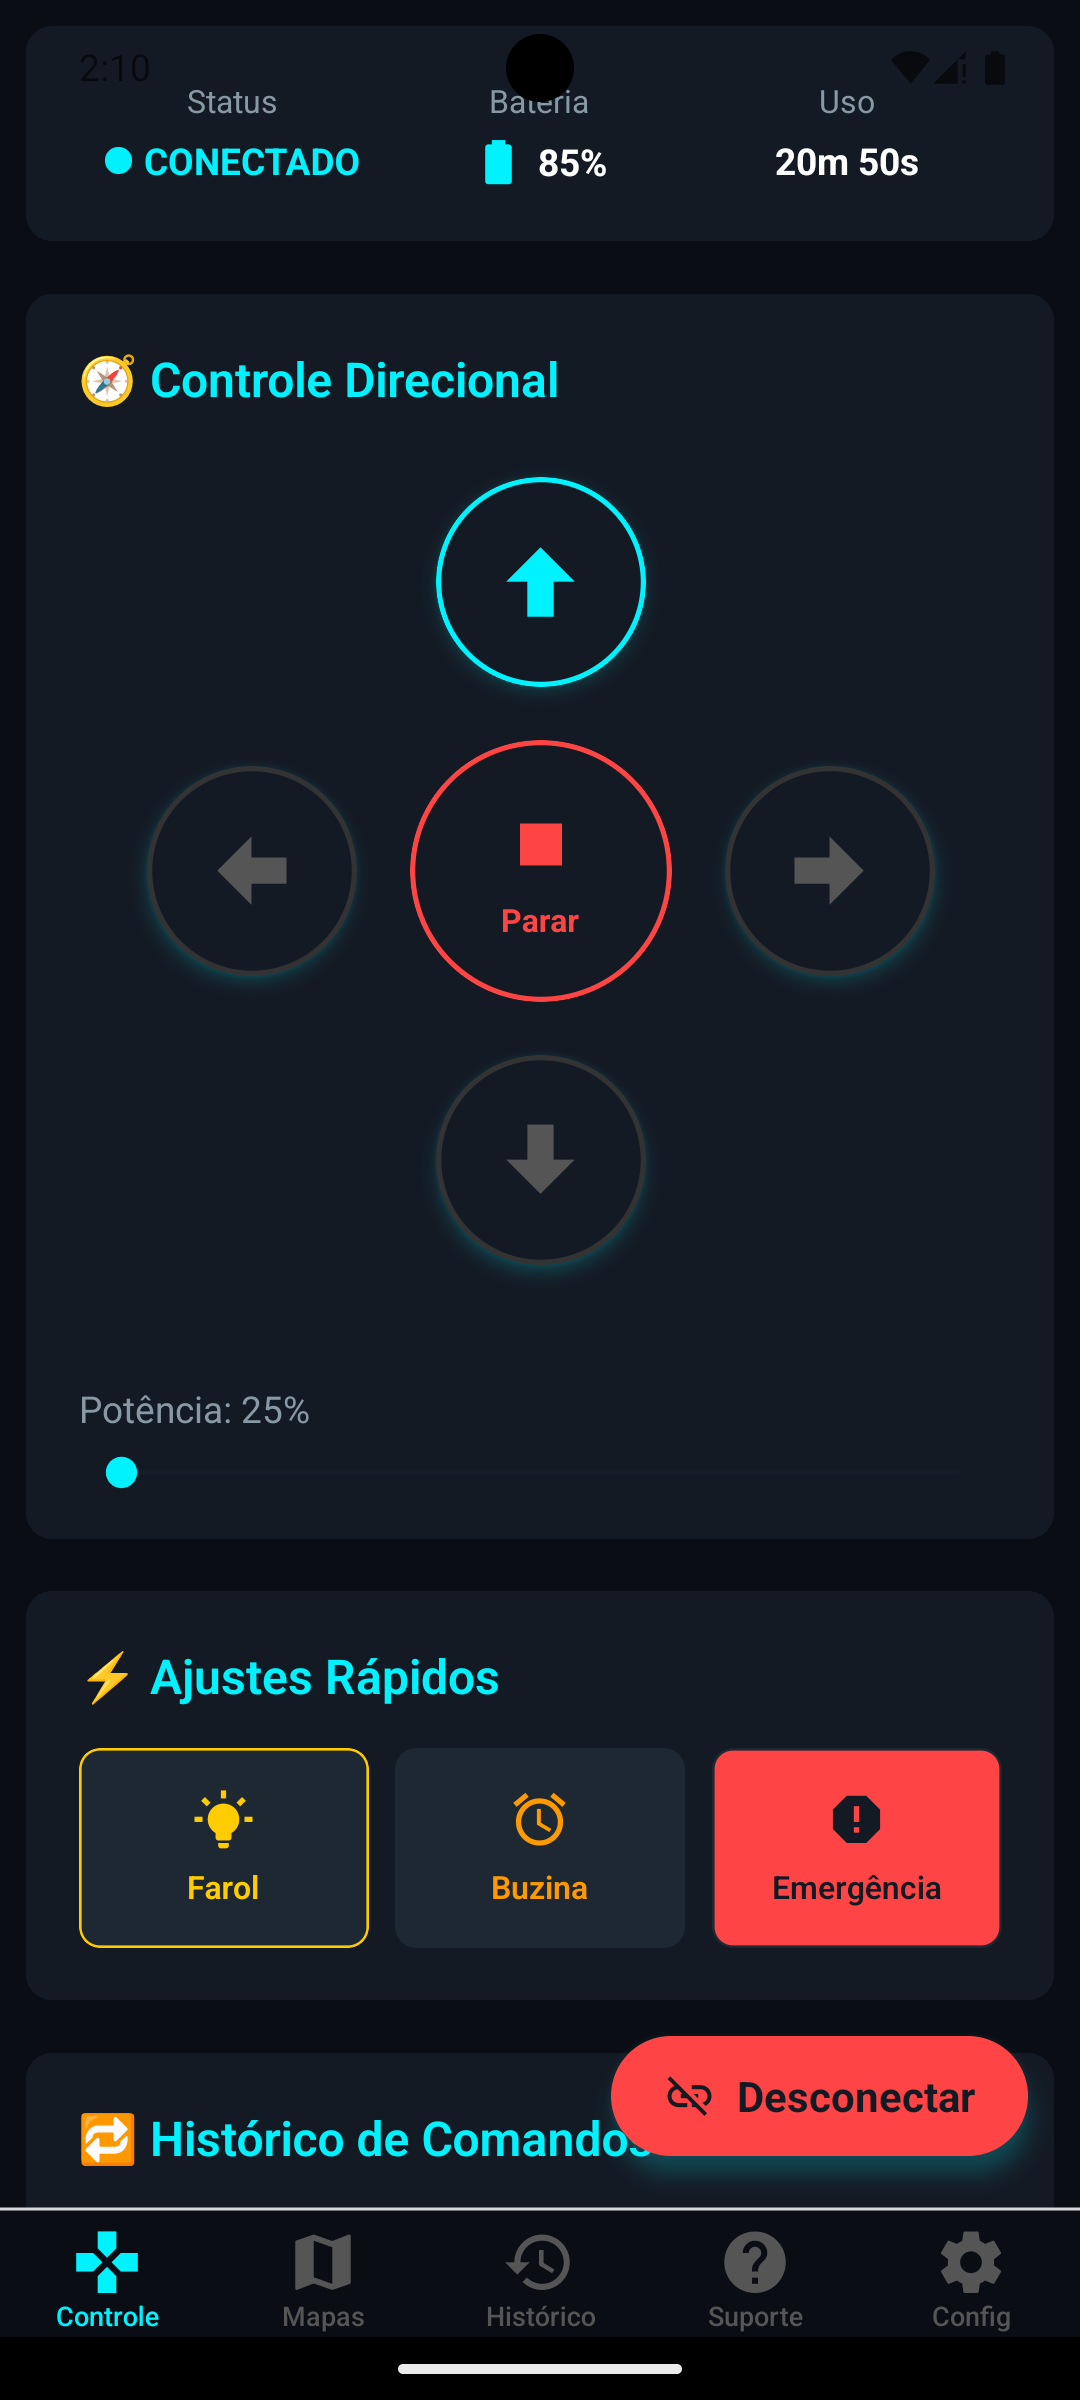 2:10
Status Bateria Uso
CONECTADO 85% 20m 50s
Controle Direcional
Parar
Potência: 25%
Ajustes Rápidos
Farol Buzina Emergência
Desconectar
Histórico de Comandos
Controle Mapas Histórico Suporte Config